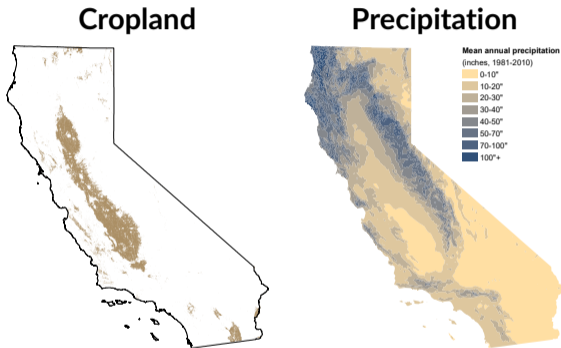 Cropland
Precipitation
Mean annual precipitation
(inches, 1981-2010)
0-10"
10-20"
20-30"
30-40"
40-50"
50-70"
70-100"
100"+